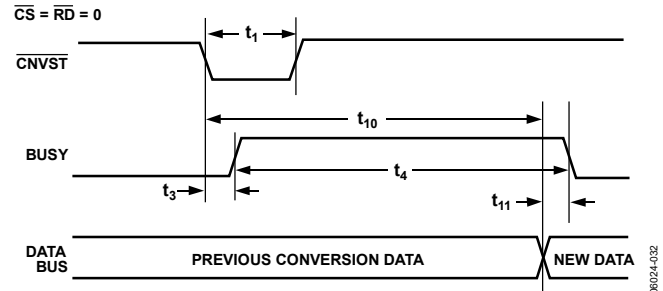 CS = RD = 0
t1
CNVST
t10
BUSY
t4
t3
t11
DATA
BUS
PREVIOUS CONVERSION DATA
NEW DATA
06024-032